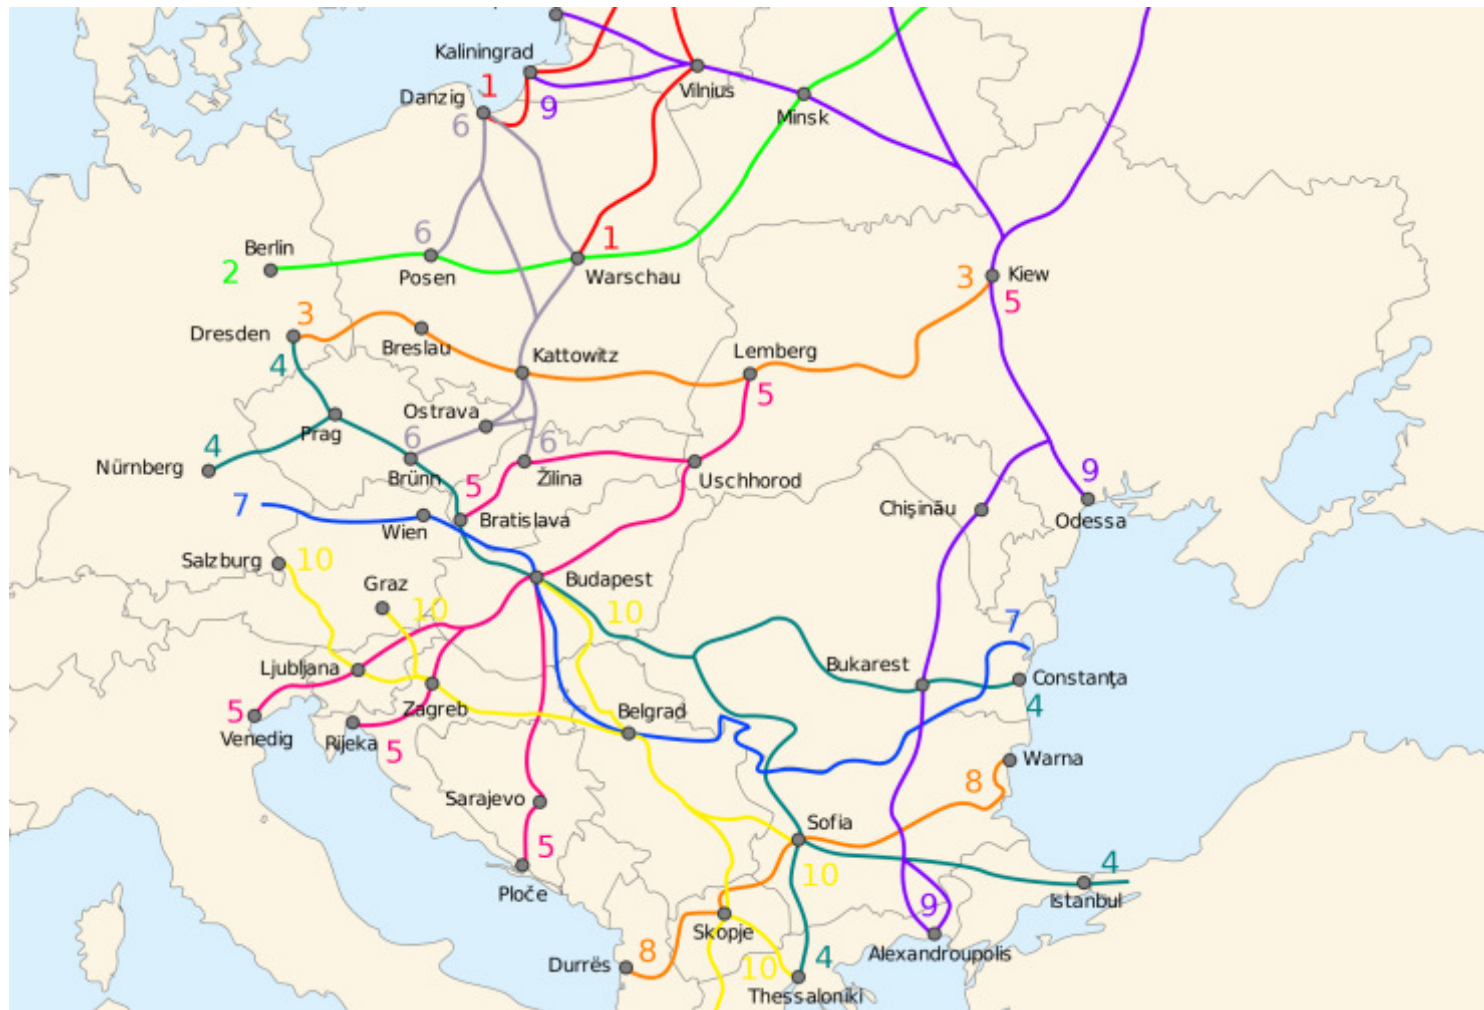 Kaliningrad
1
Danzig
9
Vilnius
6
Minsk
6
1
Berlin
2
Posen
Warschau
3
Kiew
5
3
Dresden
Breslau
4
Kattowitz
Lemberg
5
Ostrava
Prag
4
6
6
Nürnberg
Brünn
5
Žilina
Uschhorod
9
7
Wien
Bratislava
Chişinău
Odessa
Salzburg
10
Graz
10
Budapest
10
7
Ljubljana
Bukarest
Constanţa
4
5
Venedig
Zagreb
Rijeka
5
Belgrad
Warna
8
Sarajevo
5
Sofia
10
4
Ploče
Istanbul
9
Skopje
8
Durrës
10
4
Alexandroupolis
Thessaloniki